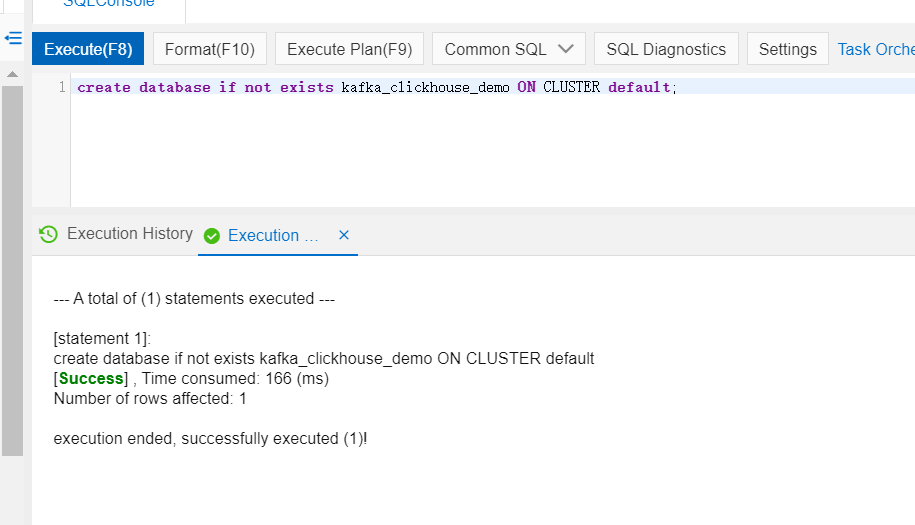 SQLConsole
Execute(F8) Format(F10) Execute Plan(F9) Common SQL SQL Diagnostics Settings Task Orche
1 create database if not exists kafka_clickhouse_demo ON CLUSTER default;
Execution History Execution ... ×
--- A total of (1) statements executed ---
[statement 1]:
create database if not exists kafka_clickhouse_demo ON CLUSTER default
[Success] , Time consumed: 166 (ms)
Number of rows affected: 1
execution ended, successfully executed (1)!